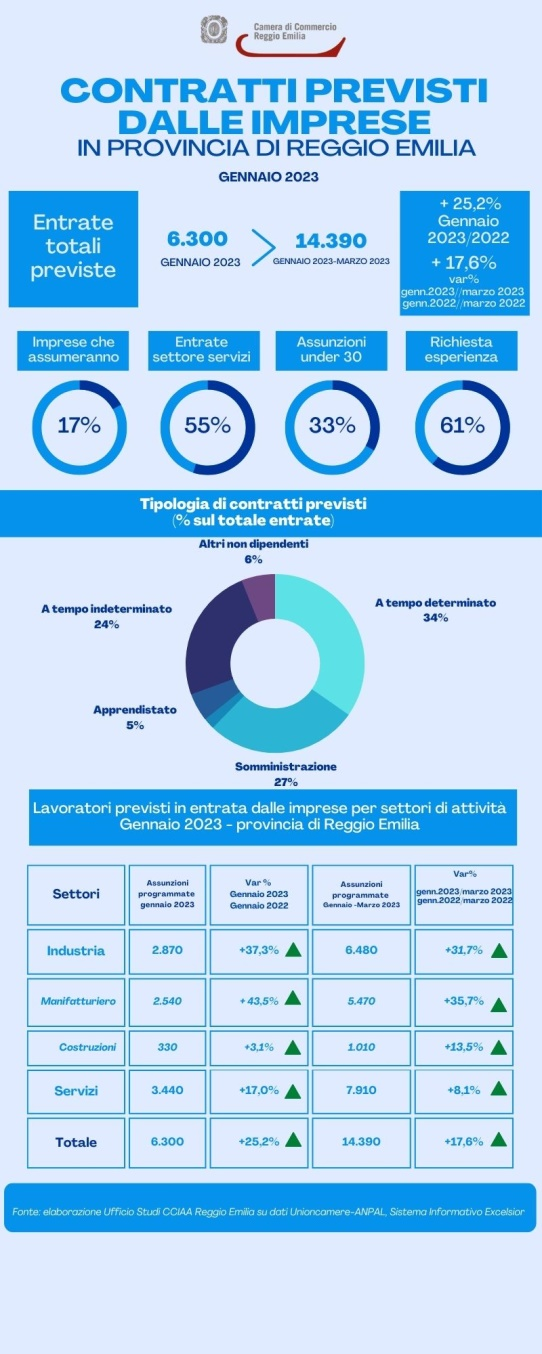 Camera di Commercio
Reggio Emilia
CONTRATTI PREVISTI
DALLE IMPRESE
IN PROVINCIA DI REGGIO EMILIA
GENNAIO 2023
Entrate
totali
previste
6.300
GENNAIO 2023
14.390
GENNAIO 2023-MARZO 2023
+ 25,2%
Gennaio
2023/2022
+ 17,6%
var%
genn.2023//marzo 2023
genn.2022//marzo 2022
Imprese che
assumeranno
Entrate
settore servizi
Assunzioni
under 30
Richiesta
esperienza
17%
55%
33%
61%
Tipologia di contratti previsti
(% sul totale entrate)
Altri non dipendenti
6%
A tempo indeterminato
24%
A tempo determinato
34%
Apprendistato
5%
Somministrazione
27%
Lavoratori previsti in entrata dalle imprese per settori di attività
Gennaio 2023 - provincia di Reggio Emilia
Settori
Assunzioni
programmate
gennaio 2023
Var %
Gennaio 2023
Gennaio 2022
Assunzioni
programmate
Gennaio -Marzo 2023
Var%
genn.2023/marzo 2023
genn.2022/marzo 2022
Industria 2.870 +37,3% 6.480 +31,7%
Manifatturiero 2.540 + 43,5% 5.470 +35,7%
Costruzioni 330 +3,1% 1.010 +13,5%
Servizi 3.440 +17,0% 7.910 +8,1%
Totale 6.300 +25,2% 14.390 +17,6%
Fonte: elaborazione Ufficio Studi CCIAA Reggio Emilia su dati Unioncamere-ANPAL, Sistema Informativo Excelsior